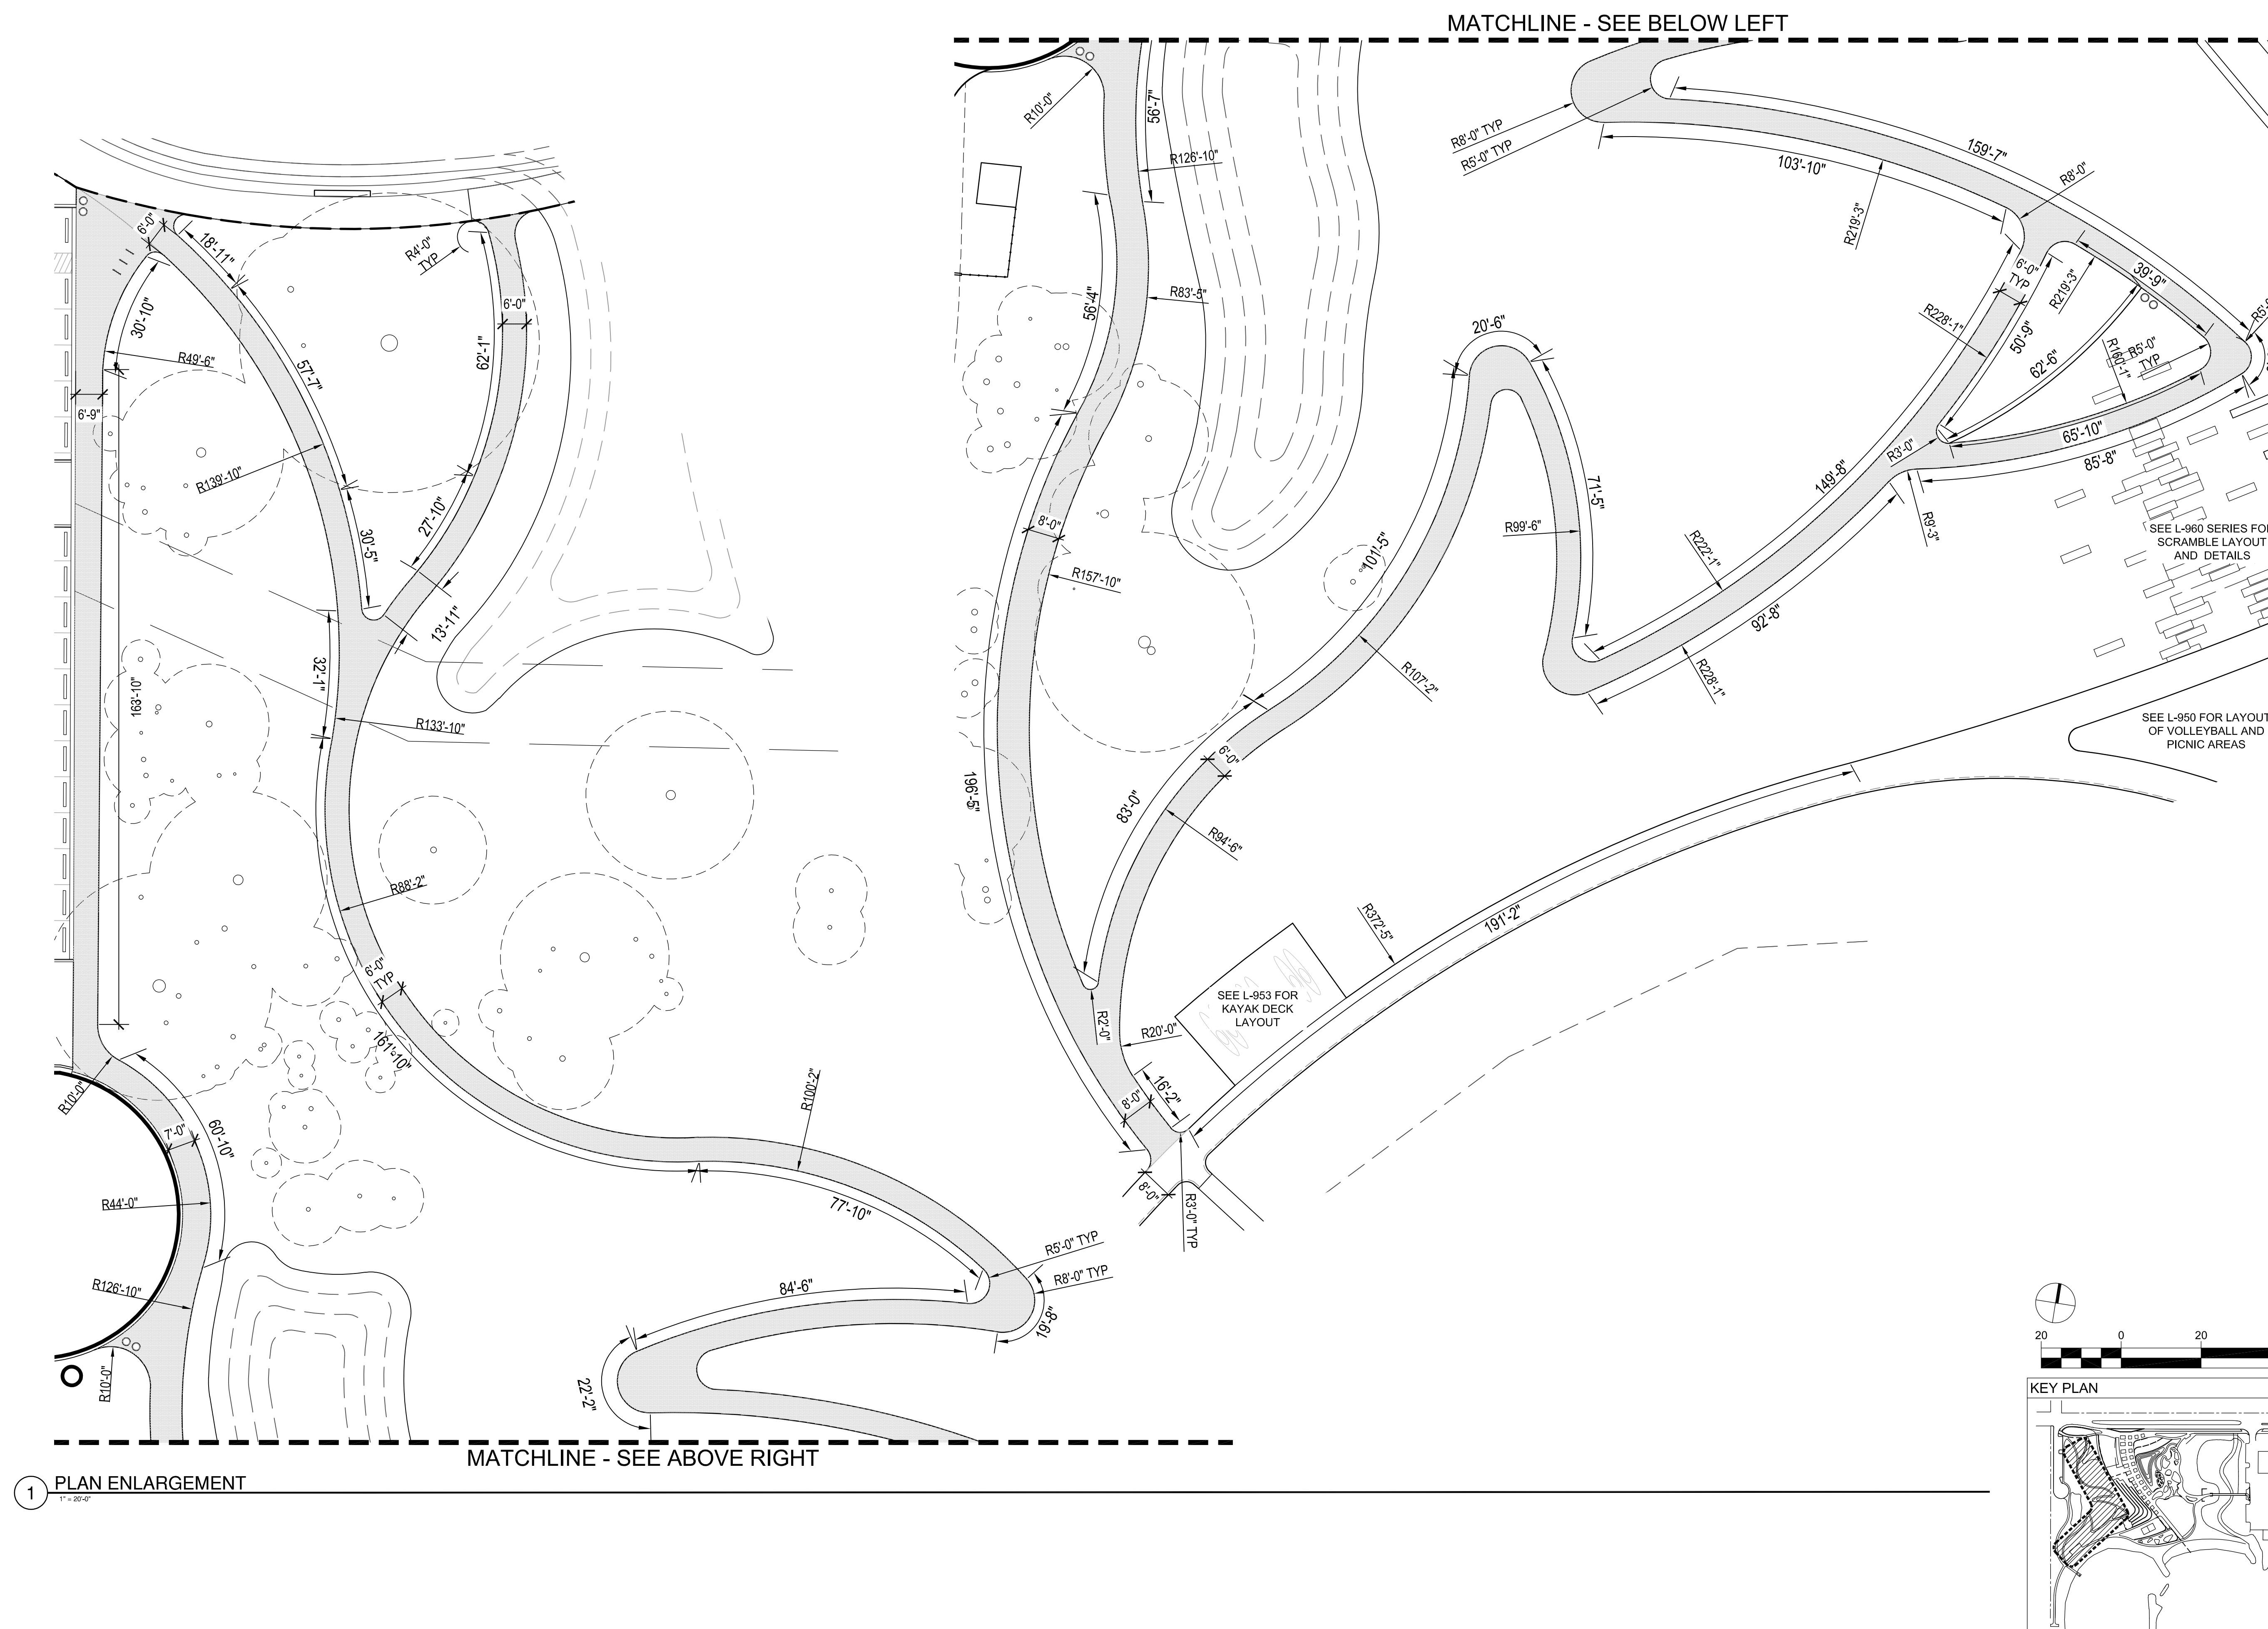 MATCHLINE - SEE BELOW LEFT
R10'-0"
56'-7"
R126'-10"
56'-4"
R83'-5"
8'-0"
R157'-10"
196'-5"
R8'-0" TYP
R5'-0" TYP
159'-7"
103'-10"
R8'-0"
R219'-3"
6'-0"
TYP
R219'-3"
39'-9"
R228'-1"
50'-9"
62'-6"
R160'-1"
R5'-0"
TYP
65'-10"
85'-8"
R3'-0"
R9'-3"
149'-8"
R222'-1"
92'-8"
R228'-1"
20'-6"
71'-5"
R99'-6"
101'-5"
R107'-2"
6'-0"
83'-0"
R94'-6"
R2'-0"
R20'-0"
16'-2"
8'-0"
8'-0"
R3'-0" TYP
R372'-5"
191'-2"
SEE L-953 FOR
KAYAK DECK
LAYOUT
SEE L-960 SERIES FO
SCRAMBLE LAYOUT
AND DETAILS
SEE L-950 FOR LAYOUT
OF VOLLEYBALL AND
PICNIC AREAS
6'-0"
18'-11"
30'-10"
R49'-6"
6'-9"
57'-7"
R139'-10"
R4'-0"
TYP
6'-0"
62'-1"
27'-10"
30'-5"
13'-11"
32'-1"
163'-10"
R133'-10"
R88'-2"
6'-0"
TYP
161'-10"
R10'-0"
7'-0"
60'-10"
R44'-0"
R126'-10"
R10'-0"
R100'-2"
77'-10"
R5'-0" TYP
R8'-0" TYP
84'-6"
19'-8"
22'-2"
MATCHLINE - SEE ABOVE RIGHT
1
PLAN ENLARGEMENT
1" = 20'-0"
20 0 20
KEY PLAN